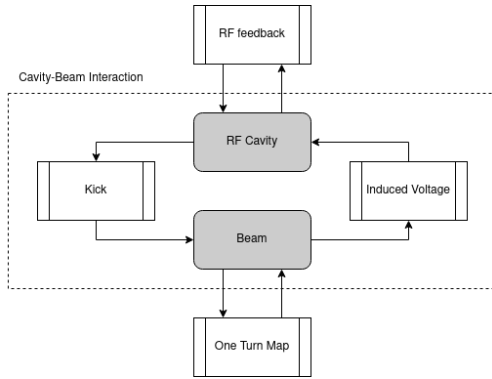 RF feedback
Cavity-Beam Interaction
RF Cavity
Kick
Induced Voltage
Beam
One Turn Map